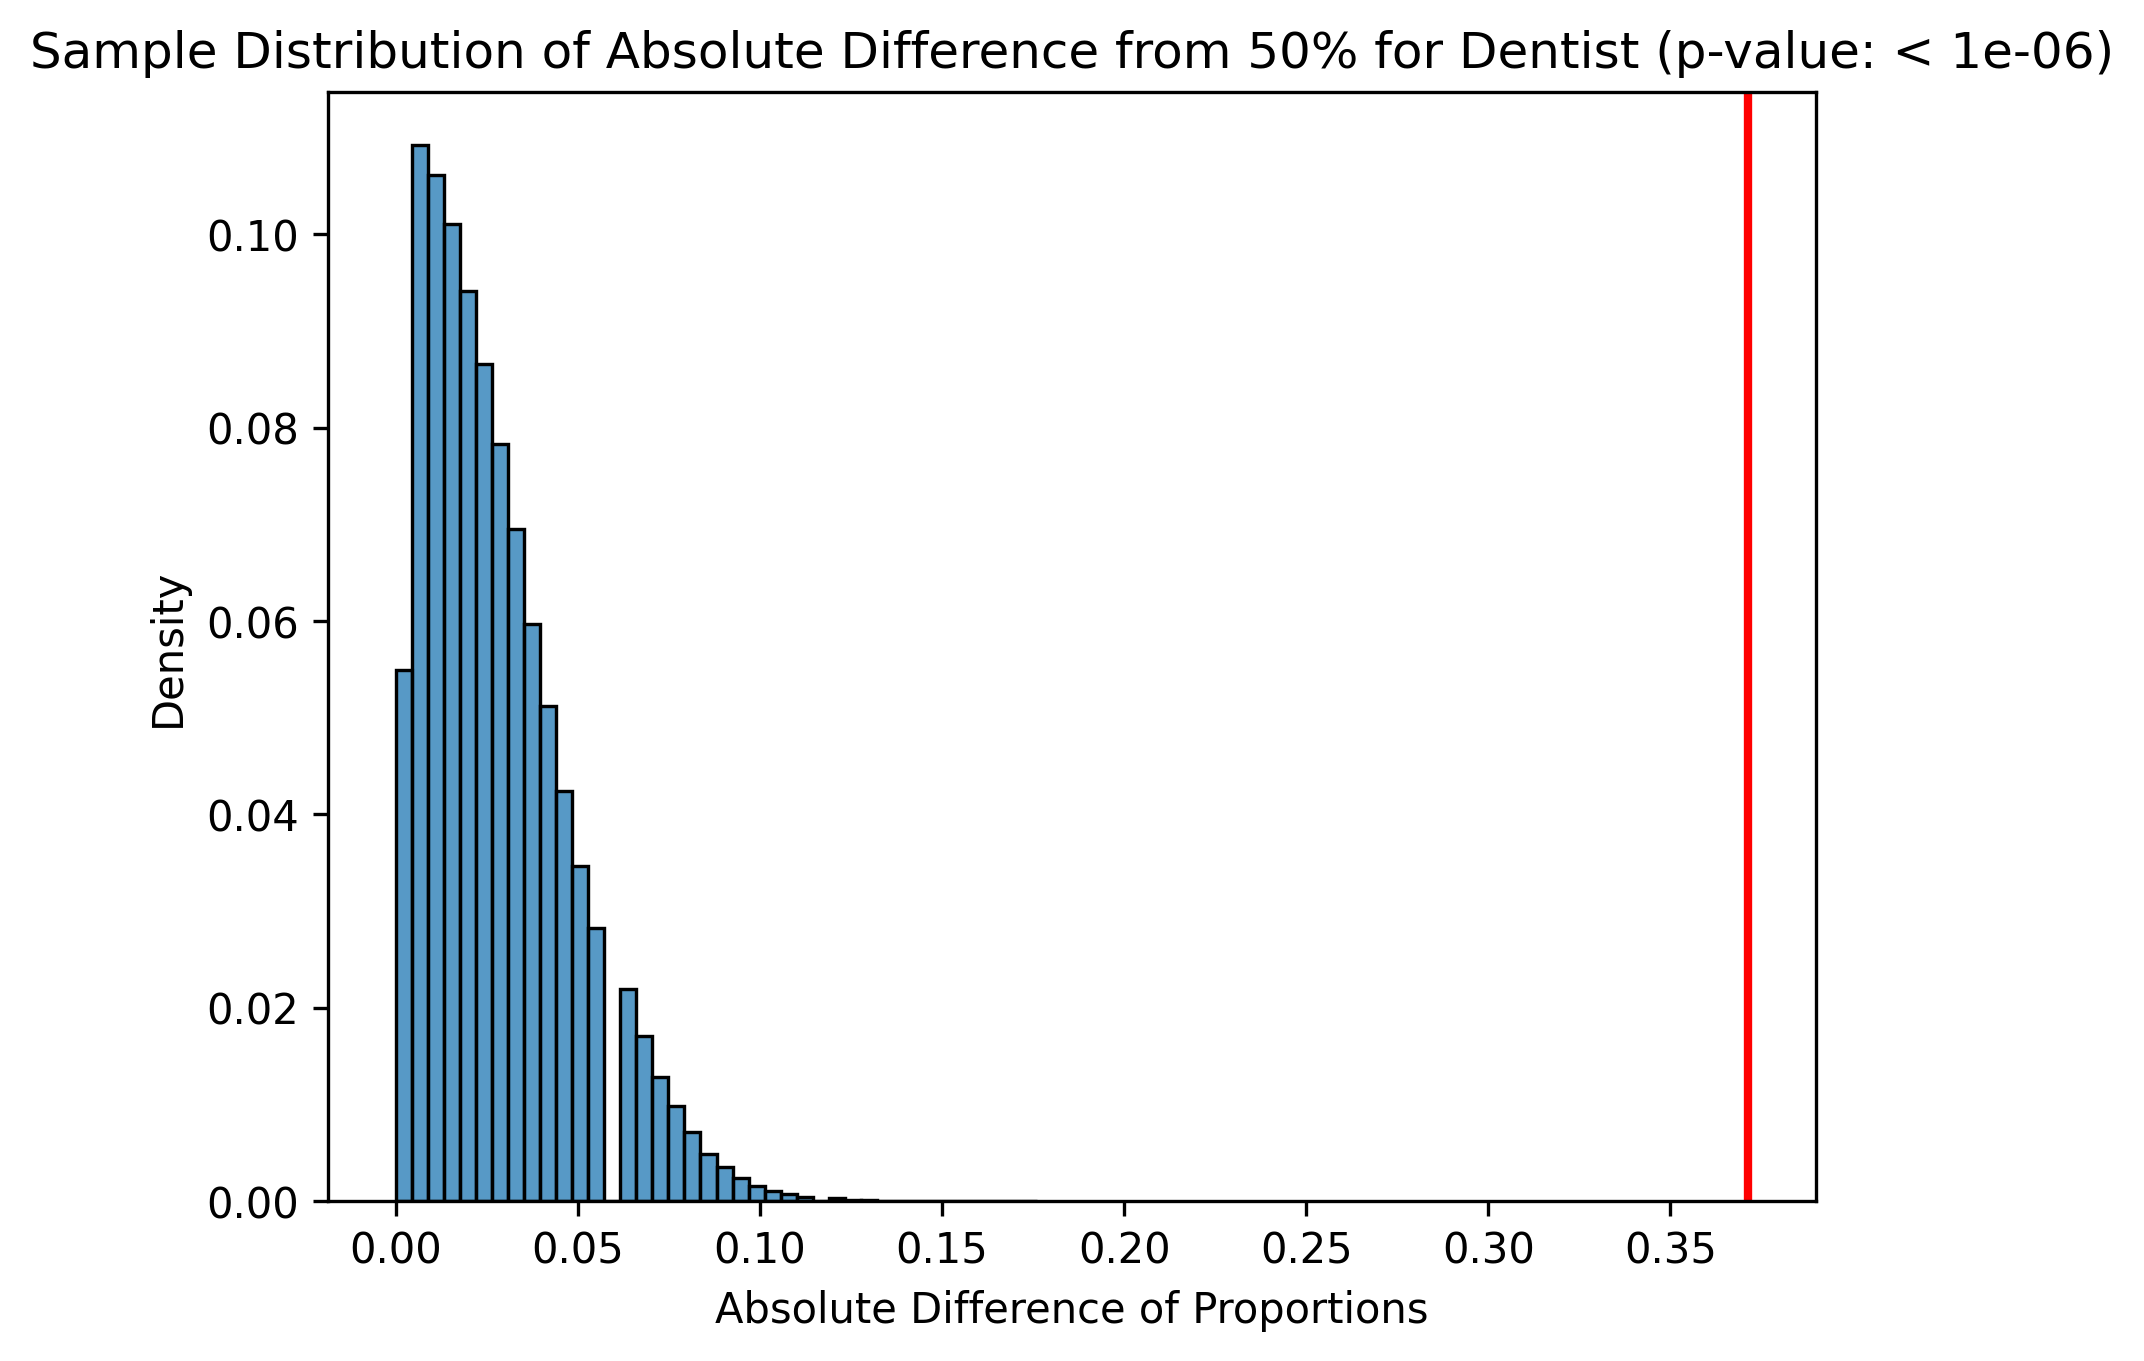 Sample Distribution of Absolute Difference from 50% for Dentist (p-value: < 1e-06)
0.10
0.08
0.06
0.04
0.02
0.00
Density
0.00 0.05 0.10 0.15 0.20 0.25 0.30 0.35
Absolute Difference of Proportions